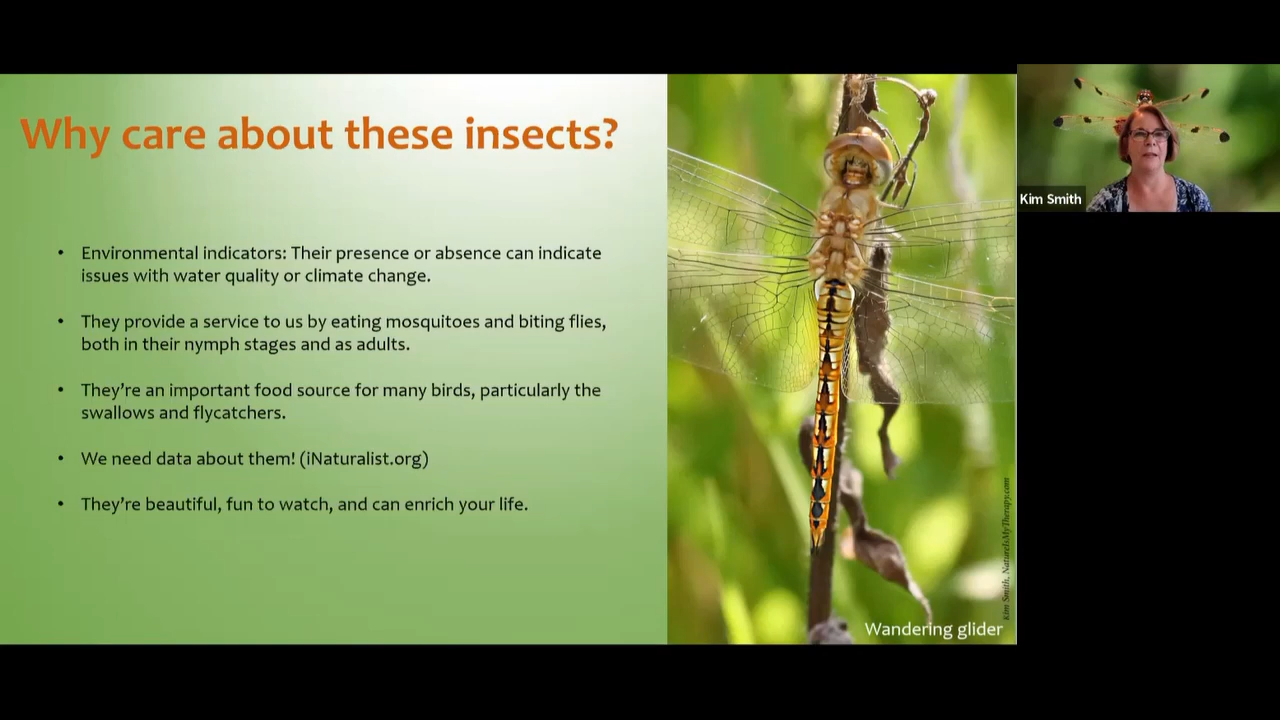 Why care about these insects?
• Environmental indicators: Their presence or absence can indicate
issues with water quality or climate change.
• They provide a service to us by eating mosquitoes and biting flies,
both in their nymph stages and as adults.
• They’re an important food source for many birds, particularly the
swallows and flycatchers.
• We need data about them! (iNaturalist.org)
• They’re beautiful, fun to watch, and can enrich your life.
Kim Smith, NatureIsMyTherapy.com
Wandering glider
Kim Smith